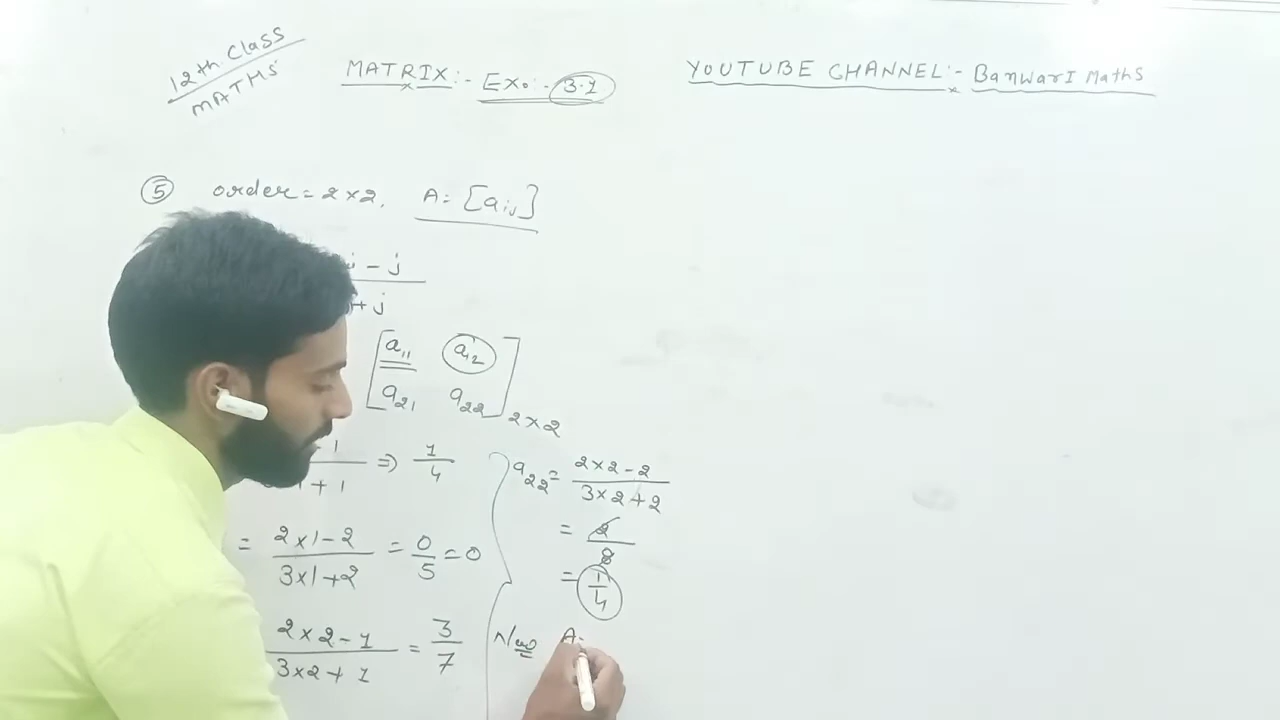 12th Class
MATHS
MATRIX :- Ex. :- 3.1
YOUTUBE CHANNEL :- BanwarI MathS
5 order = 2×2, A = [aij]
i - j
+ j
a11 a12
a21 a22
2×2
- 1
+ 1
⇒ 1/4
= 2×1-2 / 3×1+2 = 0/5 = 0
2×2-1 / 3×2+1 = 3/7
a22 = 2×2-2 / 3×2+2
= 2/8
= 1/4
Now A=